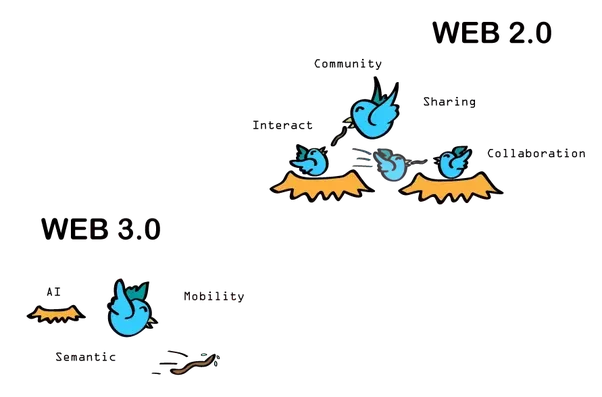 WEB 2.0
Community
Sharing
Interact
Collaboration
WEB 3.0
AI
Mobility
Semantic